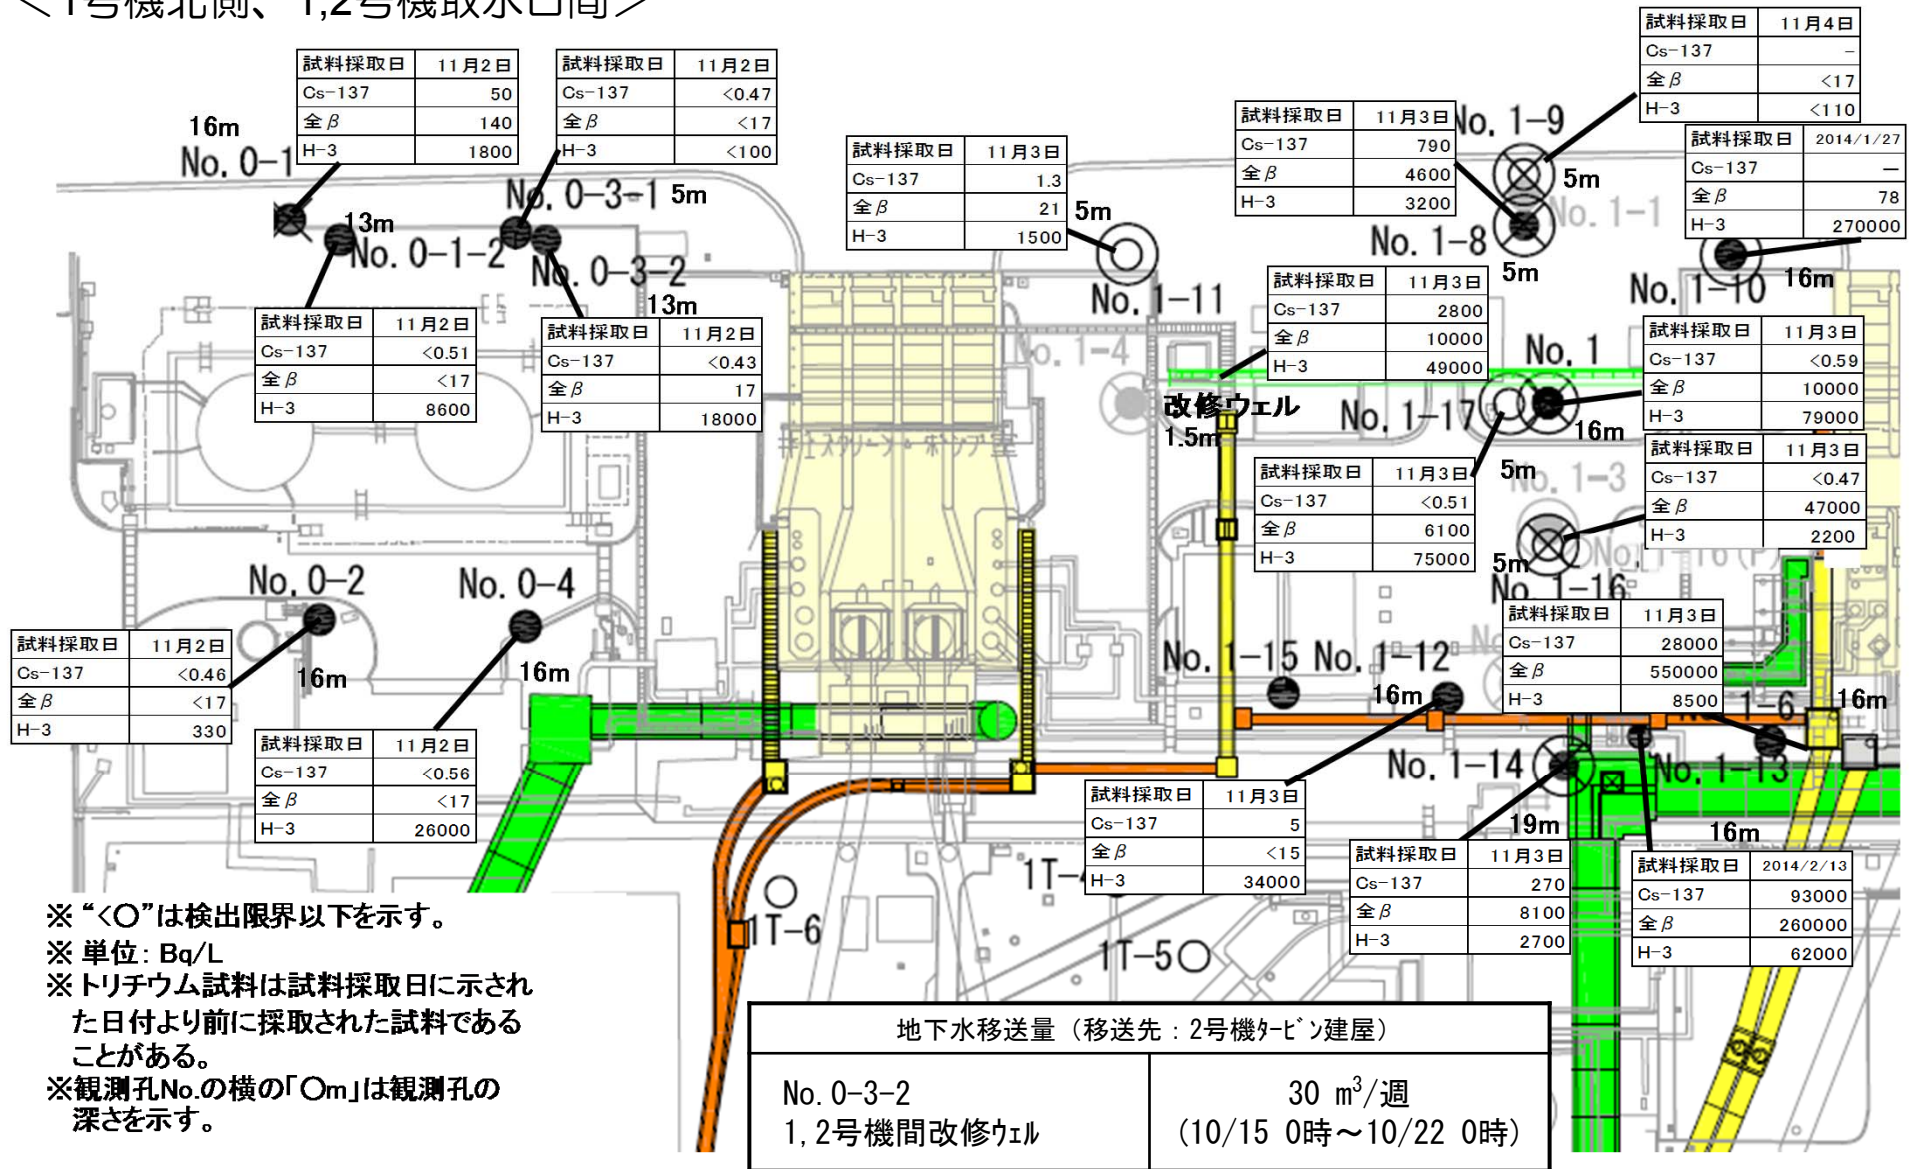 ＜1号機北側、1,2号機取水口間＞
試料採取日 11月2日
Cs-137 50
全β 140
H-3 1800
試料採取日 11月2日
Cs-137 <0.47
全β <17
H-3 <100
試料採取日 11月3日
Cs-137 1.3
全β 21
H-3 1500
試料採取日 11月3日
Cs-137 790
全β 4600
H-3 3200
試料採取日 11月4日
Cs-137 -
全β <17
H-3 <110
試料採取日 2014/1/27
Cs-137 —
全β 78
H-3 270000
16m
No. 0-1
13m
No. 0-1-2
No. 0-3-1 5m
No. 0-3-2
13m
5m
No. 1-11
No. 1-9
5m
No. 1-1
No. 1-8
5m
No. 1-10
16m
試料採取日 11月2日
Cs-137 <0.51
全β <17
H-3 8600
試料採取日 11月2日
Cs-137 <0.43
全β 17
H-3 18000
試料採取日 11月3日
Cs-137 2800
全β 10000
H-3 49000
試料採取日 11月3日
Cs-137 <0.59
全β 10000
H-3 79000
No. 1-4
No. 1
改修ウェル
1.5m
No. 1-17
16m
5m
No. 1-3
試料採取日 11月3日
Cs-137 <0.51
全β 6100
H-3 75000
試料採取日 11月3日
Cs-137 <0.47
全β 47000
H-3 2200
5m
No. 1-16
No. 1-16(P)
No. 0-2
16m
No. 0-4
16m
No. 1-15
No. 1-12
16m
試料採取日 11月2日
Cs-137 <0.46
全β <17
H-3 330
試料採取日 11月3日
Cs-137 28000
全β 550000
H-3 8500
1-6
16m
試料採取日 11月2日
Cs-137 <0.56
全β <17
H-3 26000
No. 1-14
19m
No. 1-13
16m
試料採取日 11月3日
Cs-137 5
全β <15
H-3 34000
試料採取日 11月3日
Cs-137 270
全β 8100
H-3 2700
試料採取日 2014/2/13
Cs-137 93000
全β 260000
H-3 62000
1T-6
1T-4
1T-5
※“<○”は検出限界以下を示す。
※ 単位: Bq/L
※トリチウム試料は試料採取日に示され
た日付より前に採取された試料である
ことがある。
※観測孔No.の横の「○m」は観測孔の
深さを示す。
地下水移送量（移送先：2号機ﾀｰﾋﾞﾝ建屋）
No. 0-3-2
1, 2号機間改修ｳｪﾙ
30 m³/週
(10/15 0時～10/22 0時)